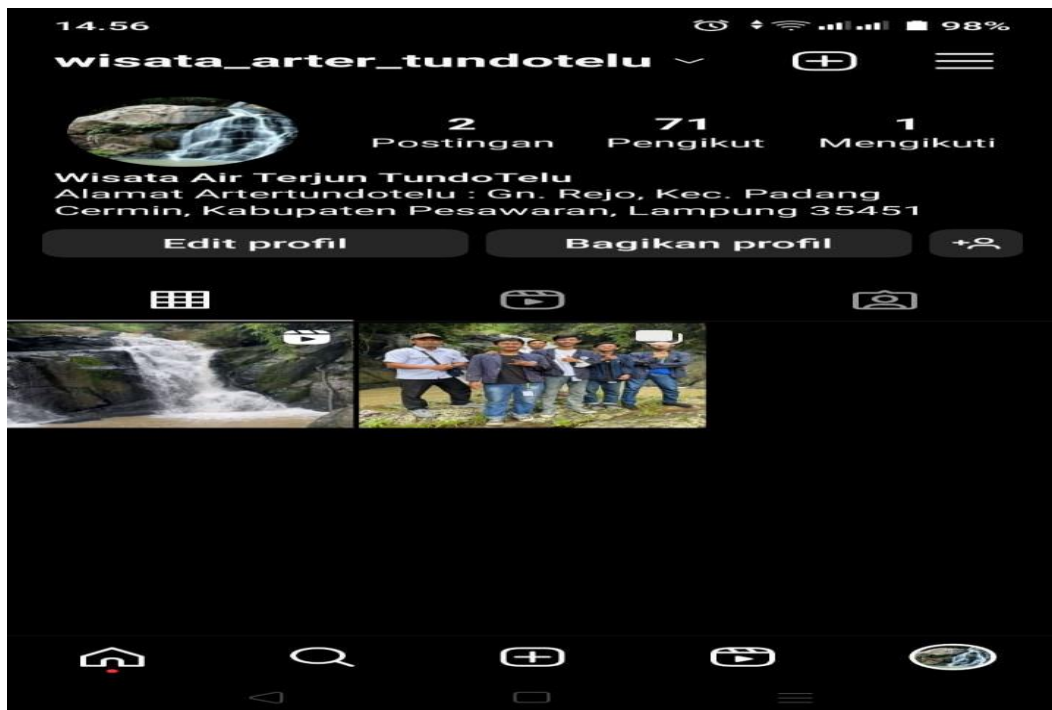 14.56 98%
wisata_arter_tundotelu
2 71 1
Postingan Pengikut Mengikuti
Wisata Air Terjun TundoTelu
Alamat Artertundotelu : Gn. Rejo, Kec. Padang
Cermin, Kabupaten Pesawaran, Lampung 35451
Edit profil Bagikan profil